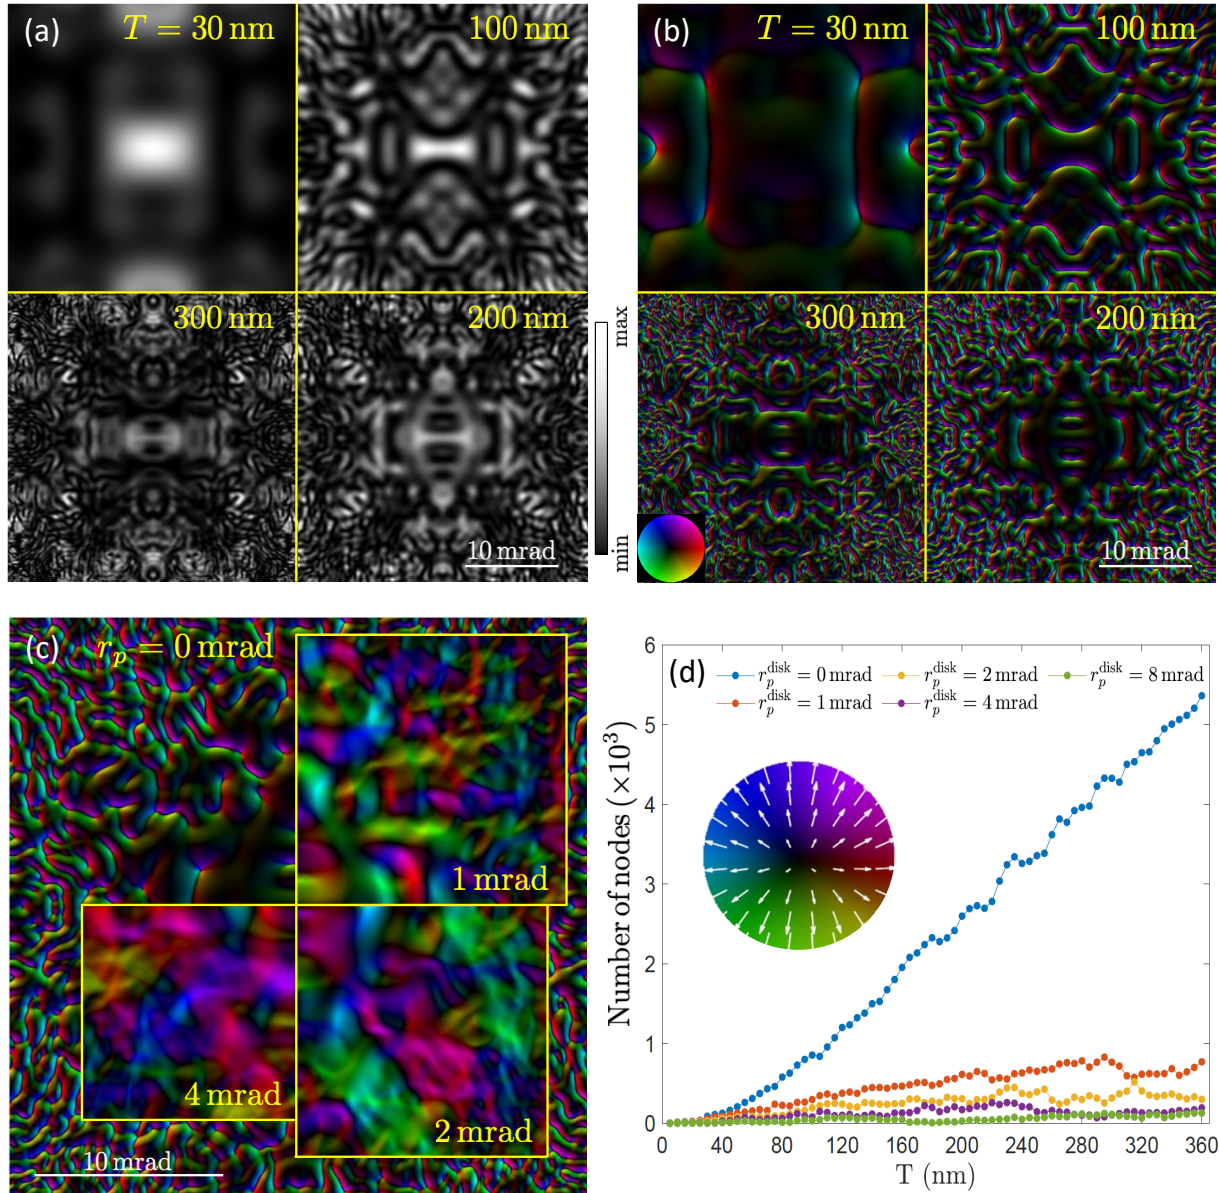 (a) T = 30 nm 100 nm
300 nm 200 nm
10 mrad
max
min
(b) T = 30 nm 100 nm
300 nm 200 nm
10 mrad
(c) r_p = 0 mrad
1 mrad
4 mrad
2 mrad
10 mrad
(d)
r_p^disk = 0 mrad r_p^disk = 2 mrad r_p^disk = 8 mrad
r_p^disk = 1 mrad r_p^disk = 4 mrad
Number of nodes (×10³)
6
5
4
3
2
1
0
0 40 80 120 160 200 240 280 320 360
T (nm)